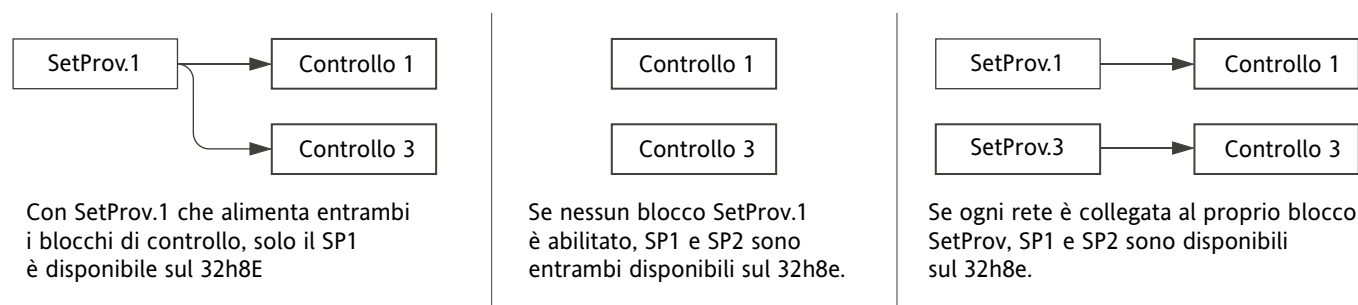 SetProv.1
Controllo 1
Controllo 3
Con SetProv.1 che alimenta entrambi
i blocchi di controllo, solo il SP1
è disponibile sul 32h8E
Controllo 1
Controllo 3
Se nessun blocco SetProv.1
è abilitato, SP1 e SP2 sono
entrambi disponibili sul 32h8e.
SetProv.1
Controllo 1
SetProv.3
Controllo 3
Se ogni rete è collegata al proprio blocco
SetProv, SP1 e SP2 sono disponibili
sul 32h8e.